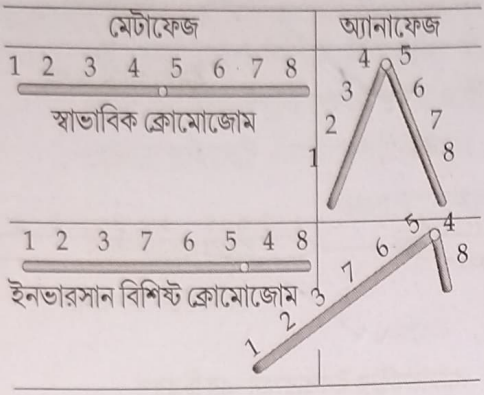 মেটাফেজ অ্যানাফেজ
1 2 3 4 5 6 7 8
স্বাভাবিক ক্রোমোজোম
4 5
3 6
2 7
1 8
1 2 3 7 6 5 4 8
ইনভারসান বিশিষ্ট ক্রোমোজোম
1 2 3 7 6 5 4 8